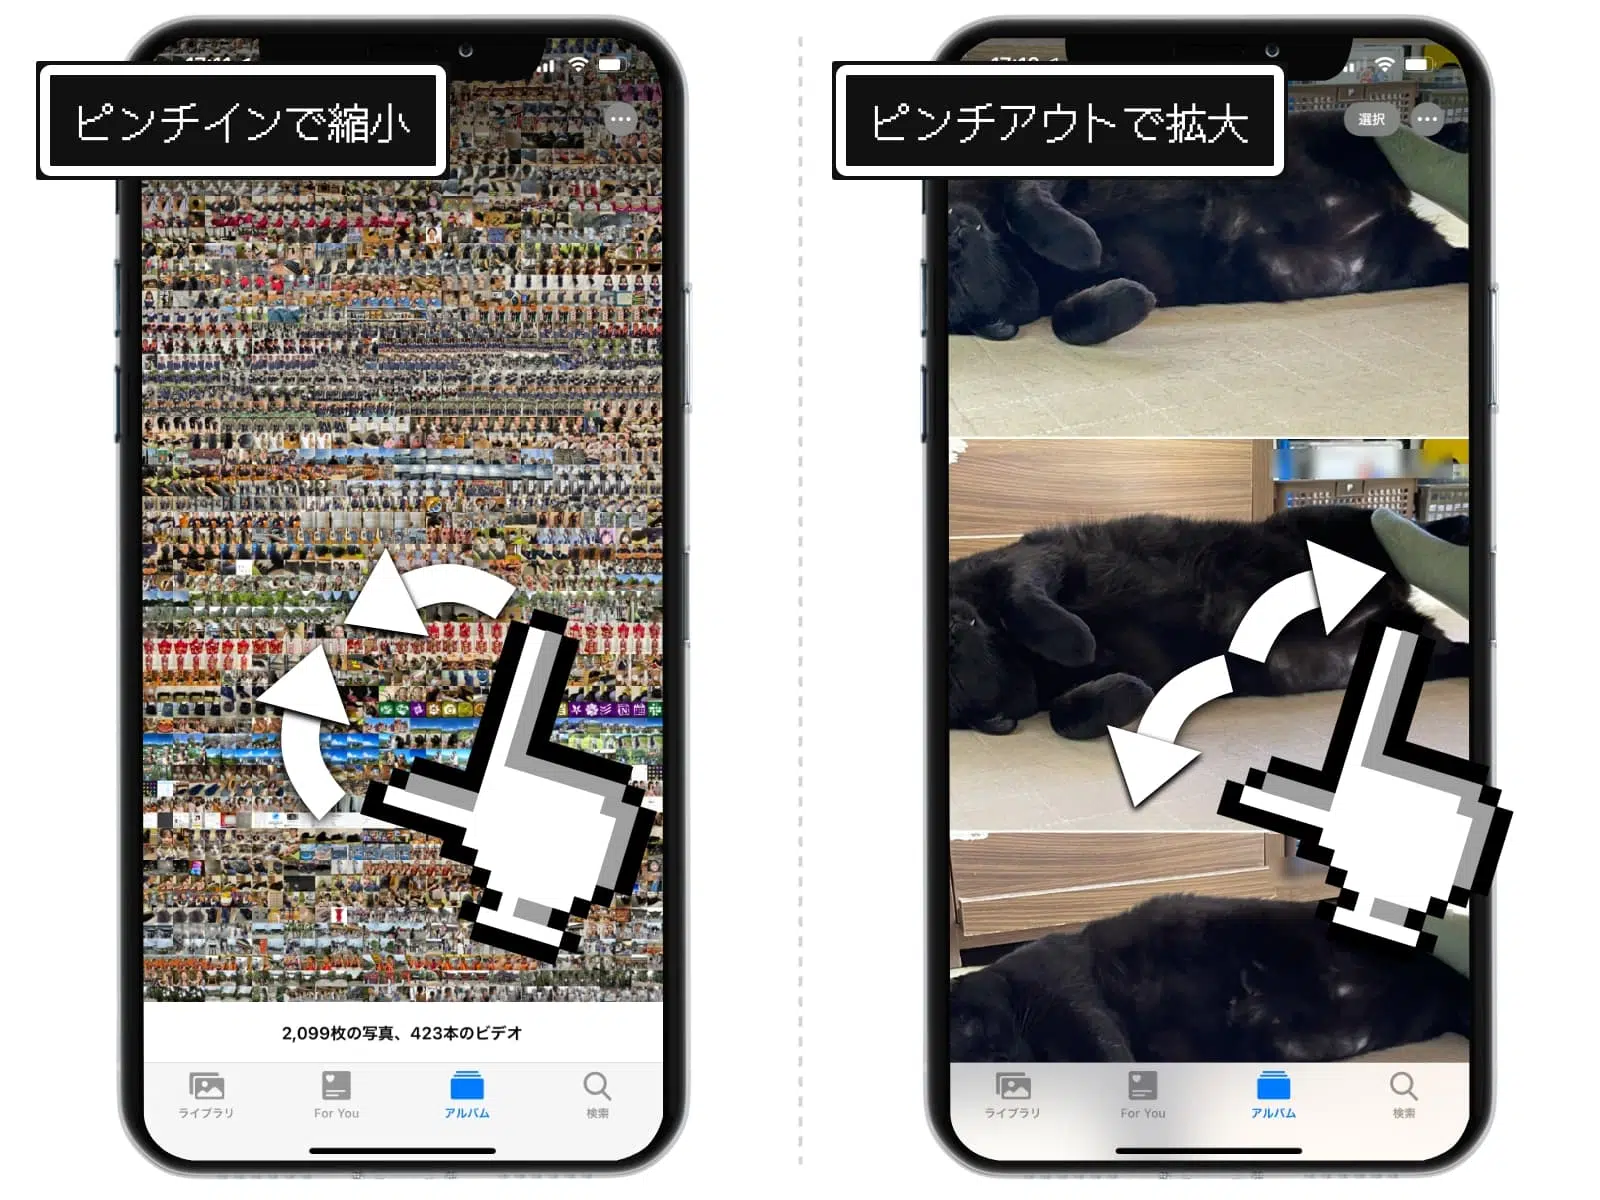 ピンチインで縮小
2,099枚の写真、423本のビデオ
ライブラリ
For You
アルバム
検索
ピンチアウトで拡大
選択
ライブラリ
For You
アルバム
検索